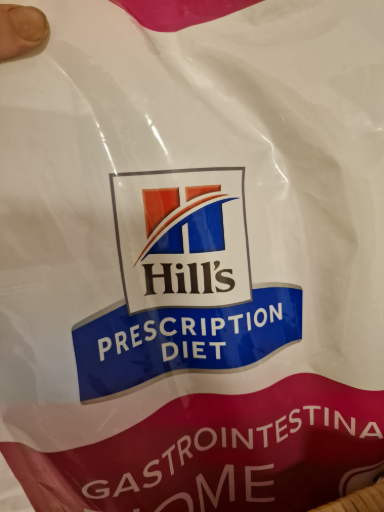 Hill's
PRESCRIPTION
DIET
GASTROINTESTINA
OME